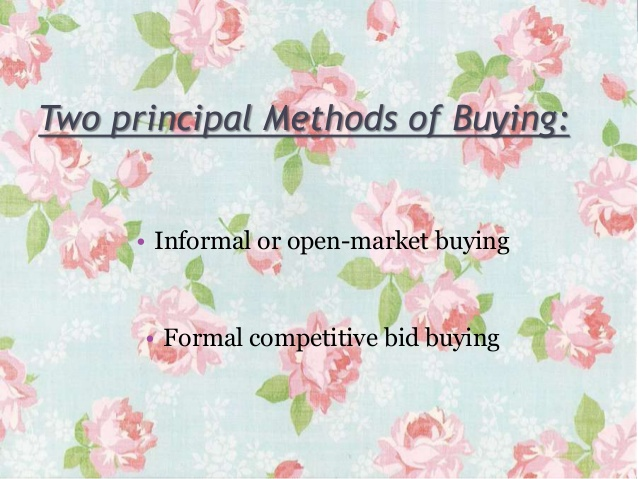 Two principal Methods of Buying:
• Informal or open-market buying
• Formal competitive bid buying